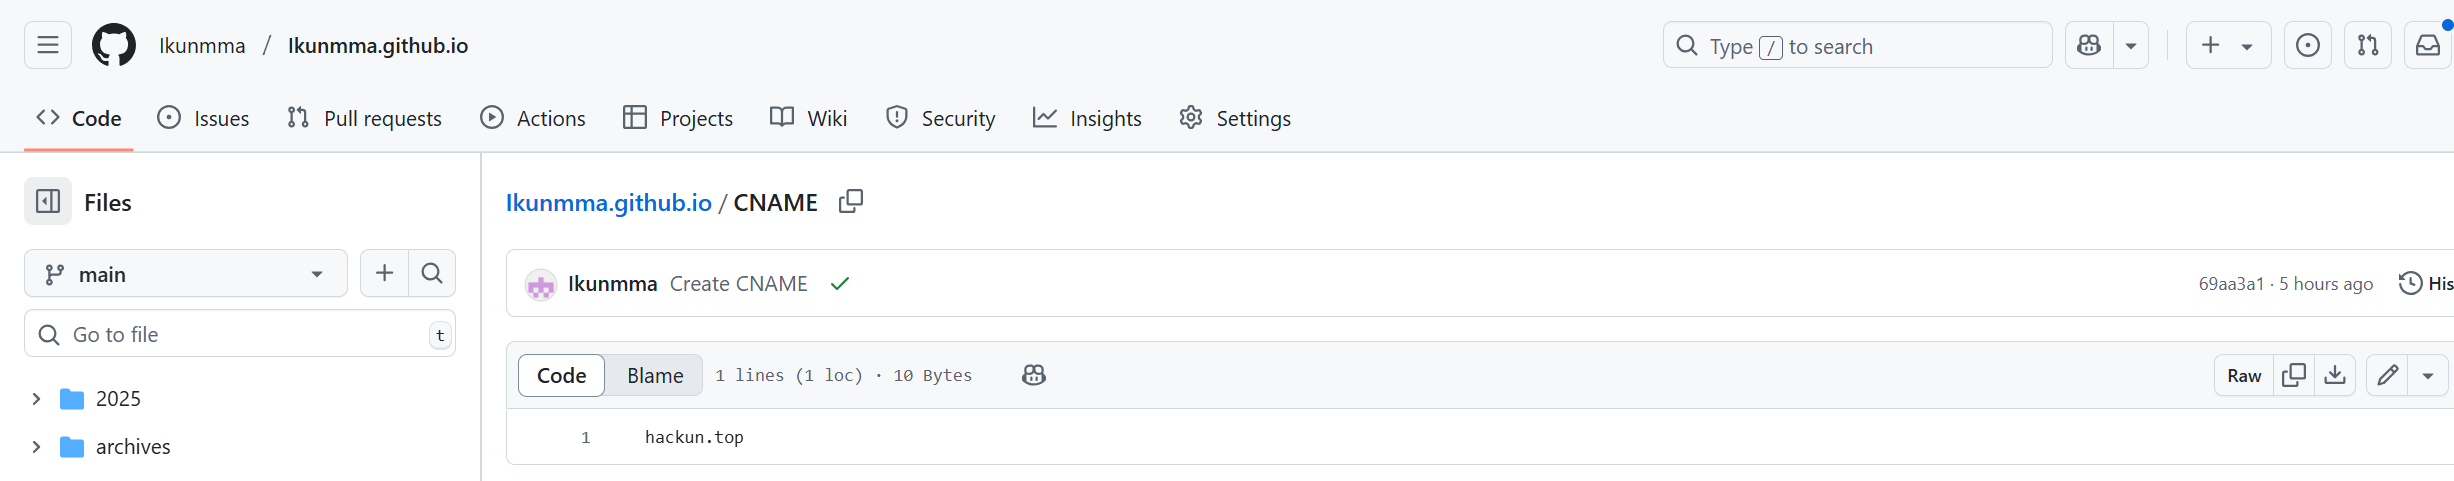 Ikunmma / Ikunmma.github.io
Type / to search
Code Issues Pull requests Actions Projects Wiki Security Insights Settings
Files
main
Go to file t
2025
archives
Ikunmma.github.io / CNAME
Ikunmma Create CNAME 69aa3a1 · 5 hours ago His
Code Blame 1 lines (1 loc) · 10 Bytes Raw
1 hackun.top